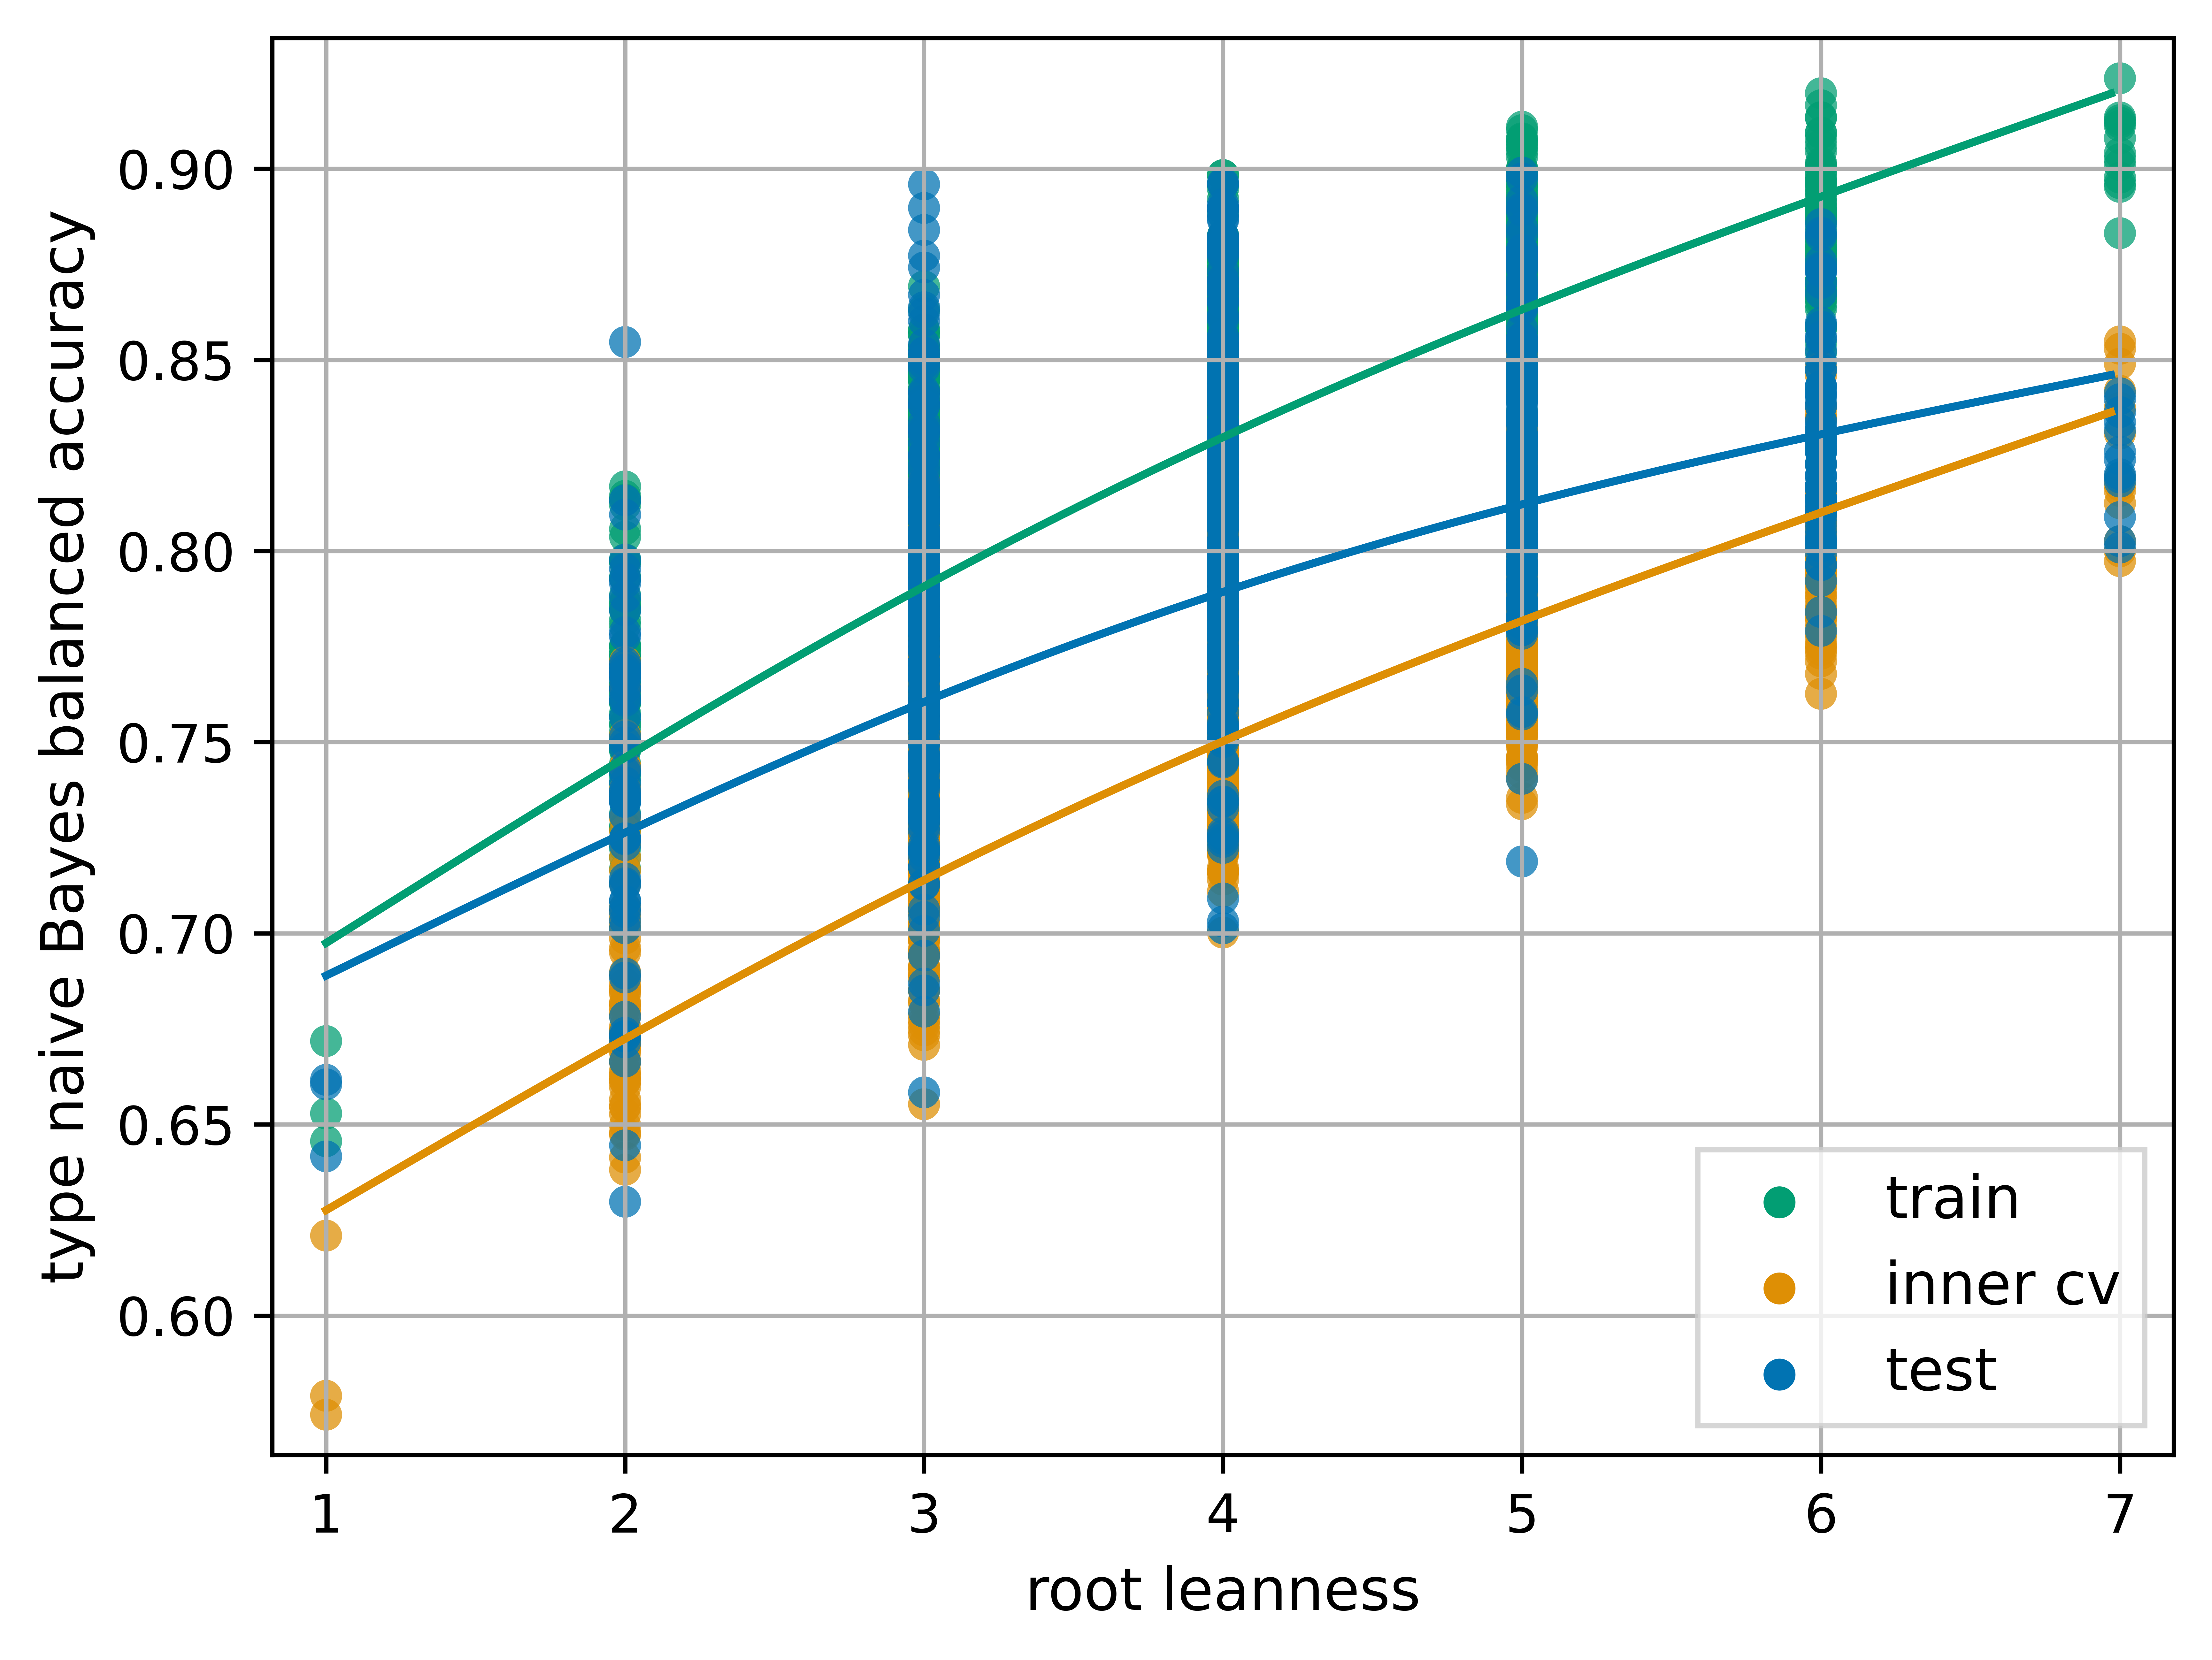 type naive Bayes balanced accuracy
0.90
0.85
0.80
0.75
0.70
0.65
0.60
train
inner cv
test
1 2 3 4 5 6 7
root leanness